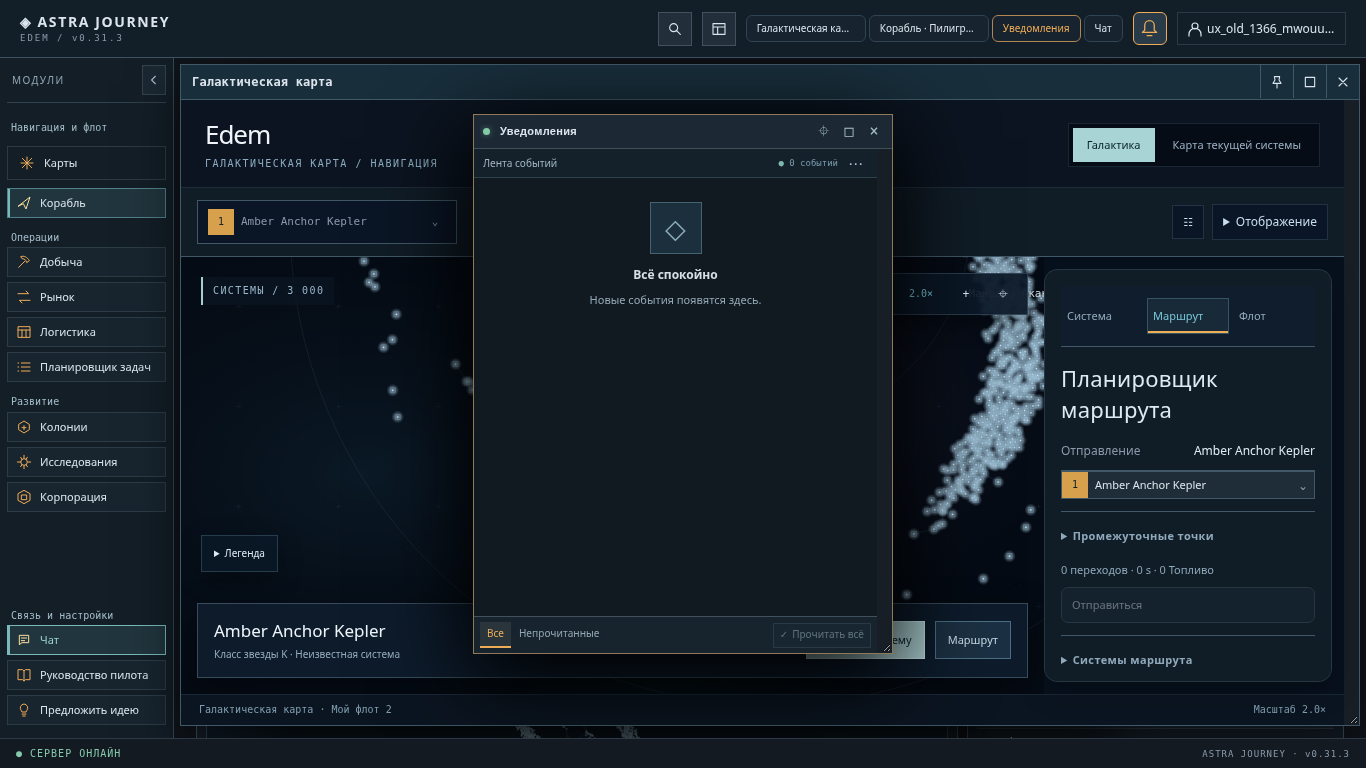 ◈ ASTRA JOURNEY
EDEM / v0.31.3
Галактическая ка...
Корабль · Пилигр...
Уведомления
Чат
ux_old_1366_mwouu...
МОДУЛИ
Навигация и флот
Карты
Корабль
Операции
Добыча
Рынок
Логистика
Планировщик задач
Развитие
Колонии
Исследования
Корпорация
Связь и настройки
Чат
Руководство пилота
Предложить идею
Галактическая карта
Edem
ГАЛАКТИЧЕСКАЯ КАРТА / НАВИГАЦИЯ
Галактика
Карта текущей системы
1 Amber Anchor Kepler
Отображение
СИСТЕМЫ / 3 000
2.0×
+
Легенда
Amber Anchor Kepler
Класс звезды K · Неизвестная система
ему
Маршрут
Уведомления
Лента событий
● 0 событий
Всё спокойно
Новые события появятся здесь.
Все
Непрочитанные
✓ Прочитать всё
Система
Маршрут
Флот
Планировщик
маршрута
Отправление
Amber Anchor Kepler
1 Amber Anchor Kepler
Промежуточные точки
0 переходов · 0 s · 0 Топливо
Отправиться
Системы маршрута
Галактическая карта · Мой флот 2
Масштаб 2.0×
● СЕРВЕР ОНЛАЙН
ASTRA JOURNEY · v0.31.3